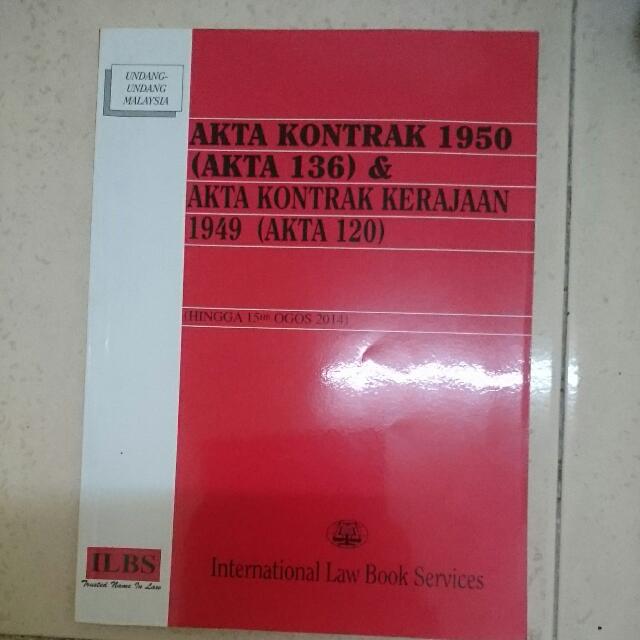 UNDANG-
UNDANG
MALAYSIA
AKTA KONTRAK 1950
(AKTA 136) &
AKTA KONTRAK KERAJAAN
1949 (AKTA 120)
(HINGGA 15HB OGOS 2014)
ILBS
Trusted Name In Law
International Law Book Services